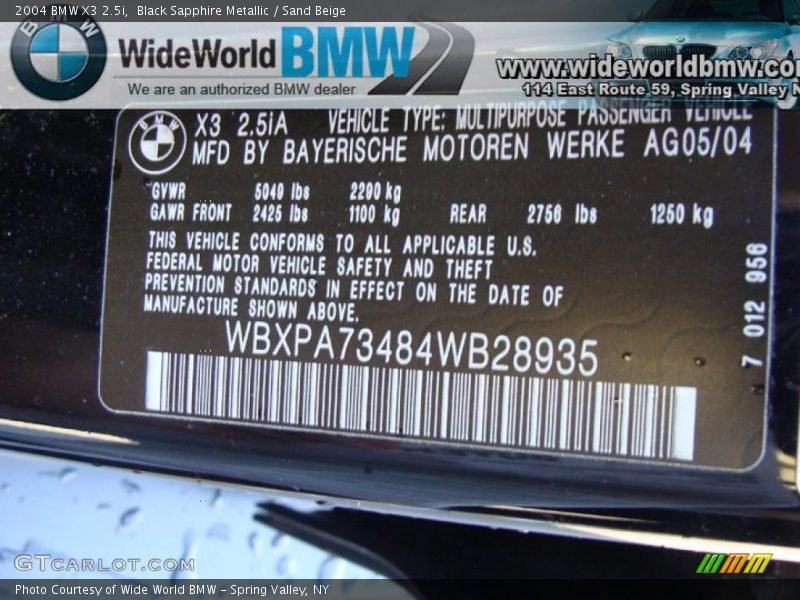 2004 BMW X3 2.5i, Black Sapphire Metallic / Sand Beige
BMW
WideWorld BMW
We are an authorized BMW dealer
www.wideworldbmw.co
114 East Route 59, Spring Valley N
BMW
X3 2.5iA VEHICLE TYPE: MULTIPURPOSE PASSENGER VEHICLE
MFD BY BAYERISCHE MOTOREN WERKE AG05/04
GVWR 5049 lbs 2290 kg
GAWR FRONT 2425 lbs 1100 kg REAR 2756 lbs 1250 kg
THIS VEHICLE CONFORMS TO ALL APPLICABLE U.S.
FEDERAL MOTOR VEHICLE SAFETY AND THEFT
PREVENTION STANDARDS IN EFFECT ON THE DATE OF
MANUFACTURE SHOWN ABOVE.
WBXPA73484WB28935
7 012 956
GTCARLOT.COM
Photo Courtesy of Wide World BMW - Spring Valley, NY